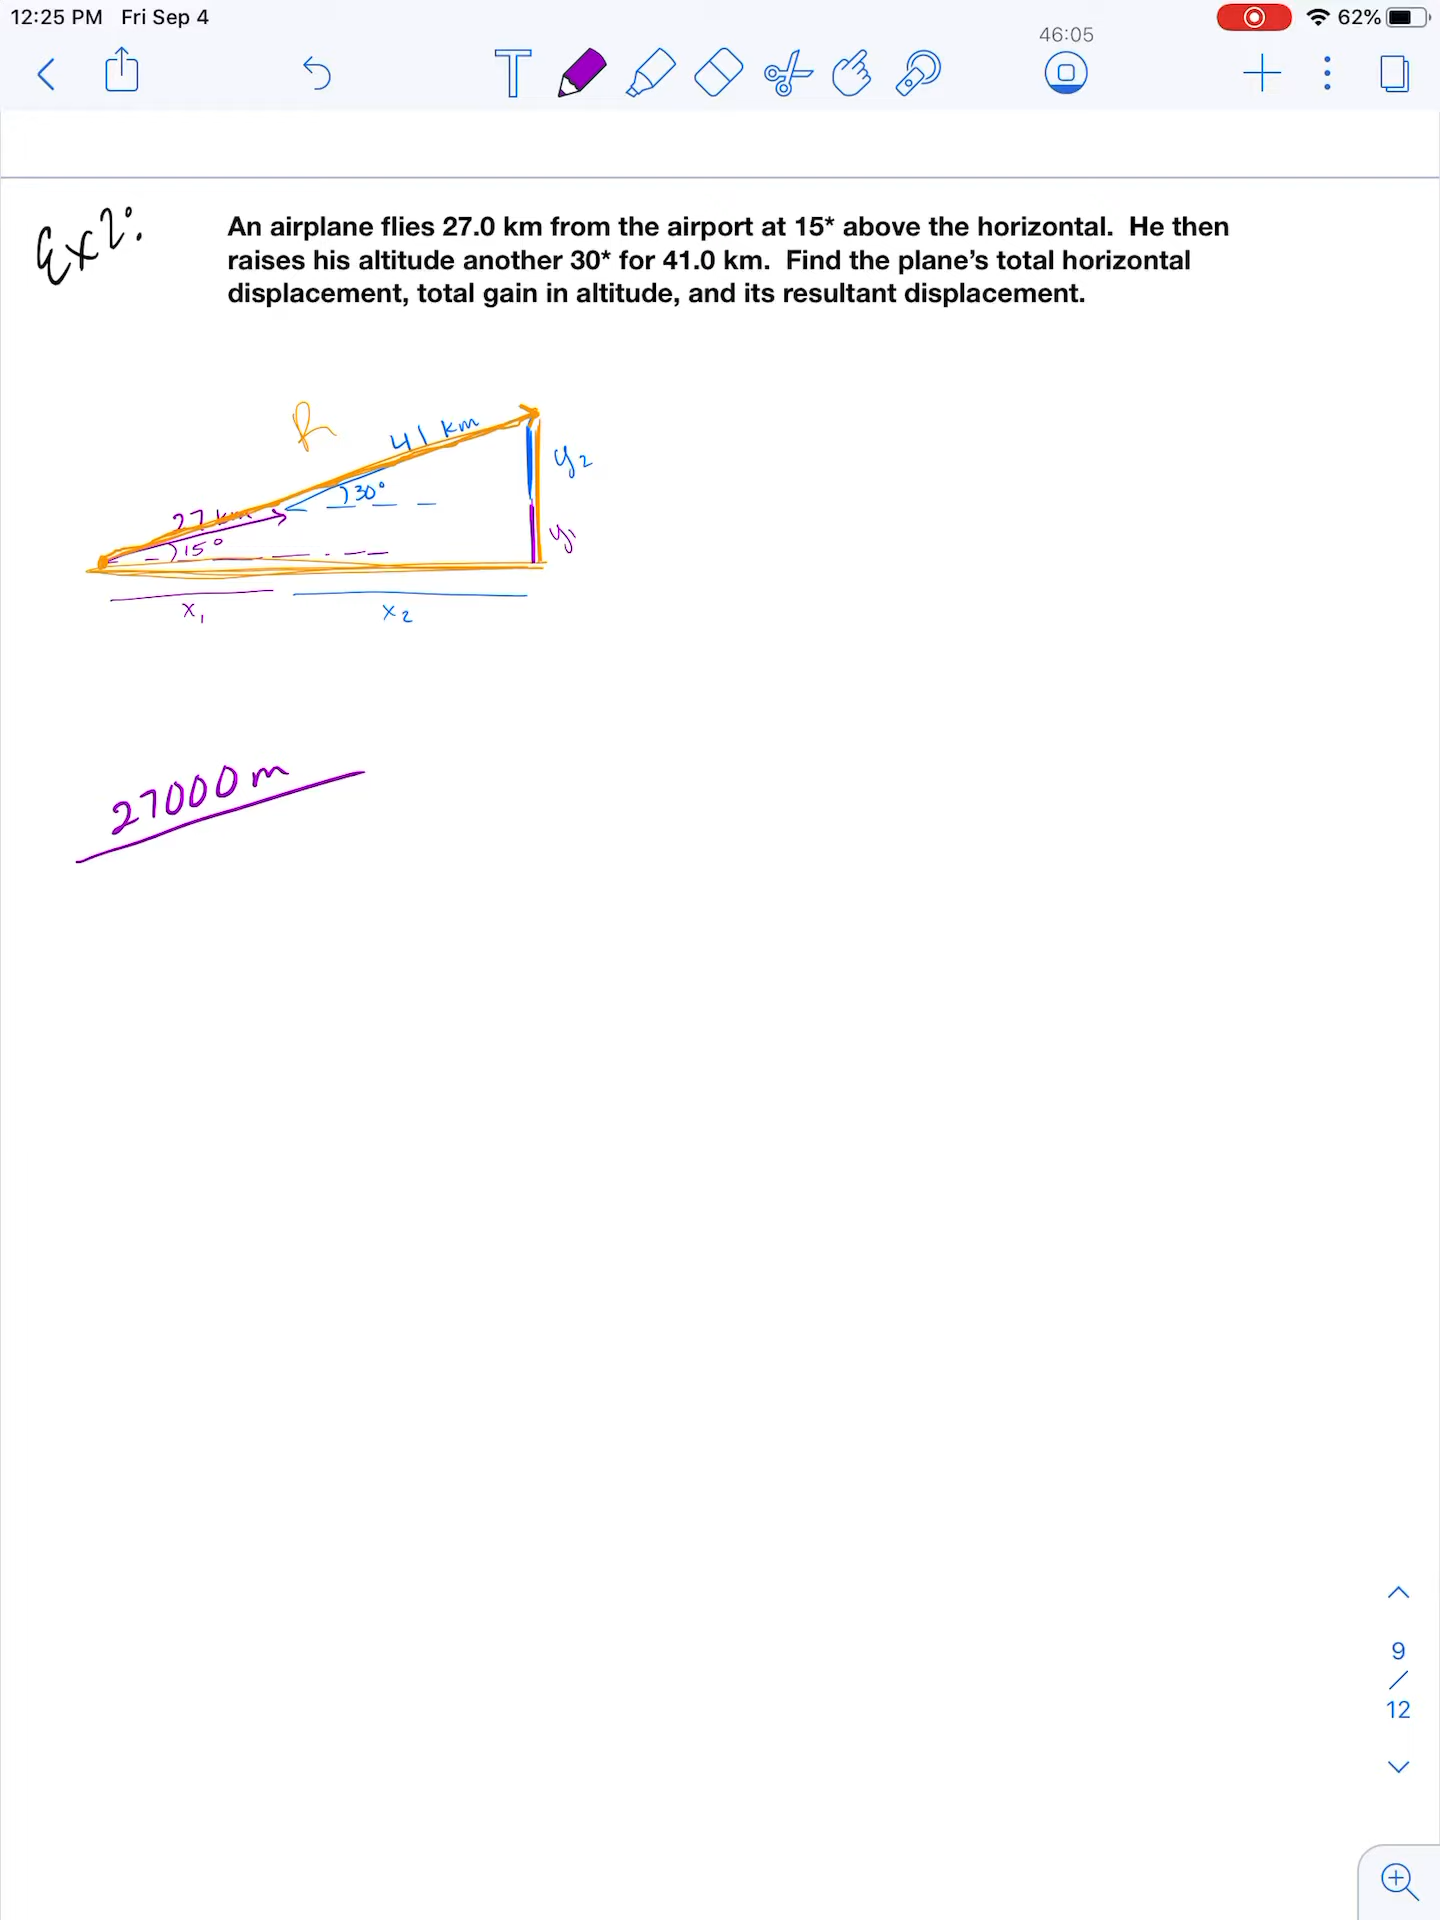 12:25 PM Fri Sep 4
62%
46:05
T
Ex2:
An airplane flies 27.0 km from the airport at 15* above the horizontal. He then
raises his altitude another 30* for 41.0 km. Find the plane's total horizontal
displacement, total gain in altitude, and its resultant displacement.
R
41 km
y2
30°
27 km
15°
y1
x1
x2
27000 m
9
/
12